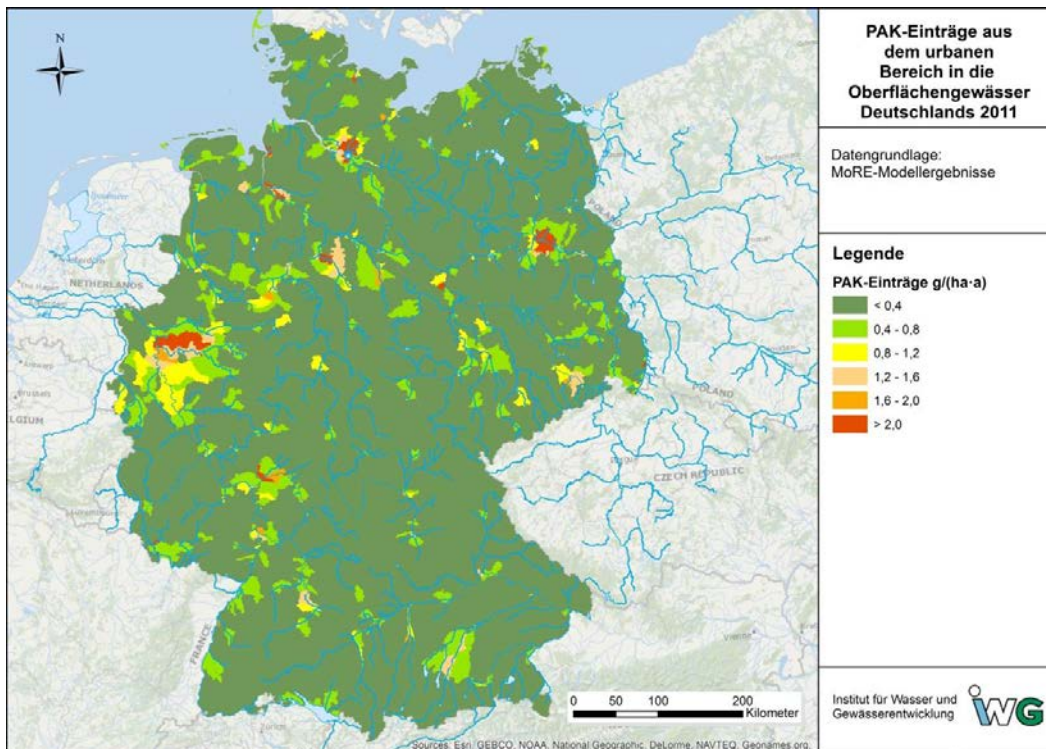 PAK-Einträge aus
dem urbanen
Bereich in die
Oberflächengewässer
Deutschlands 2011
Datengrundlage:
MoRE-Modellergebnisse
Legende
PAK-Einträge g/(ha·a)
< 0,4
0,4 - 0,8
0,8 - 1,2
1,2 - 1,6
1,6 - 2,0
> 2,0
Institut für Wasser und
Gewässerentwicklung
iWG
N
NETHERLANDS
POLAND
POLAND
CZECH REPUBLIC
FRANCE
0 50 100 200
Kilometer
Sources: Esri, GEBCO, NOAA, National Geographic, DeLorme, NAVTEQ, Geonames.org,